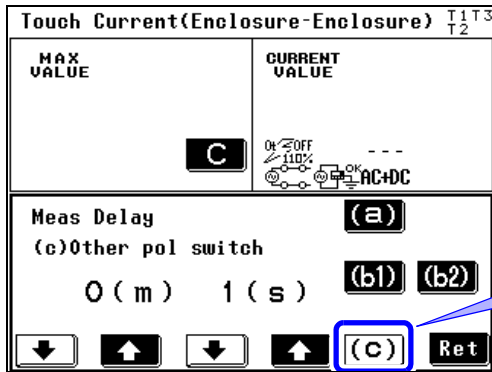 Touch Current(Enclosure-Enclosure) T1T3
T2
MAX
VALUE
CURRENT
VALUE
C
OFF
110%
OK
---
AC+DC
Meas Delay
(c)Other pol switch
(a)
0(m) 1(s)
(b1) (b2)
(c) Ret